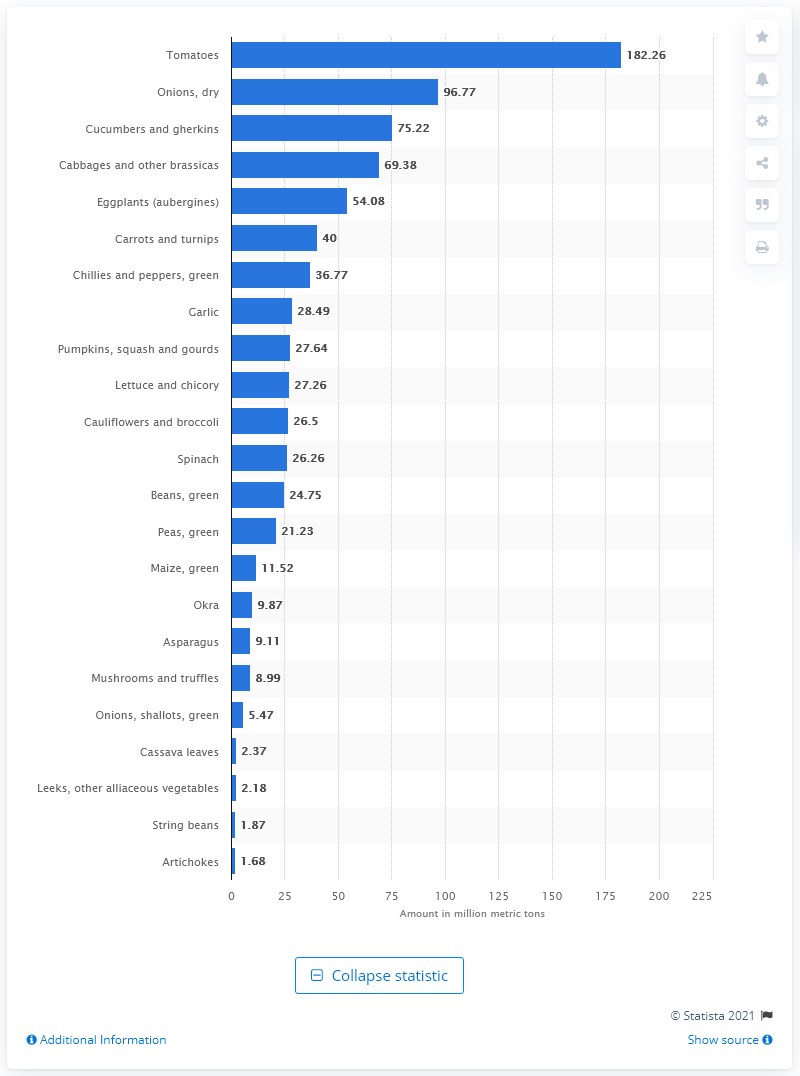 Tomatoes 182.26
Onions, dry 96.77
Cucumbers and gherkins 75.22
Cabbages and other brassicas 69.38
Eggplants (aubergines) 54.08
Carrots and turnips 40
Chillies and peppers, green 36.77
Garlic 28.49
Pumpkins, squash and gourds 27.64
Lettuce and chicory 27.26
Cauliflowers and broccoli 26.5
Spinach 26.26
Beans, green 24.75
Peas, green 21.23
Maize, green 11.52
Okra 9.87
Asparagus 9.11
Mushrooms and truffles 8.99
Onions, shallots, green 5.47
Cassava leaves 2.37
Leeks, other alliaceous vegetables 2.18
String beans 1.87
Artichokes 1.68
0 25 50 75 100 125 150 175 200 225
Amount in million metric tons
Collapse statistic
© Statista 2021
Additional Information Show source